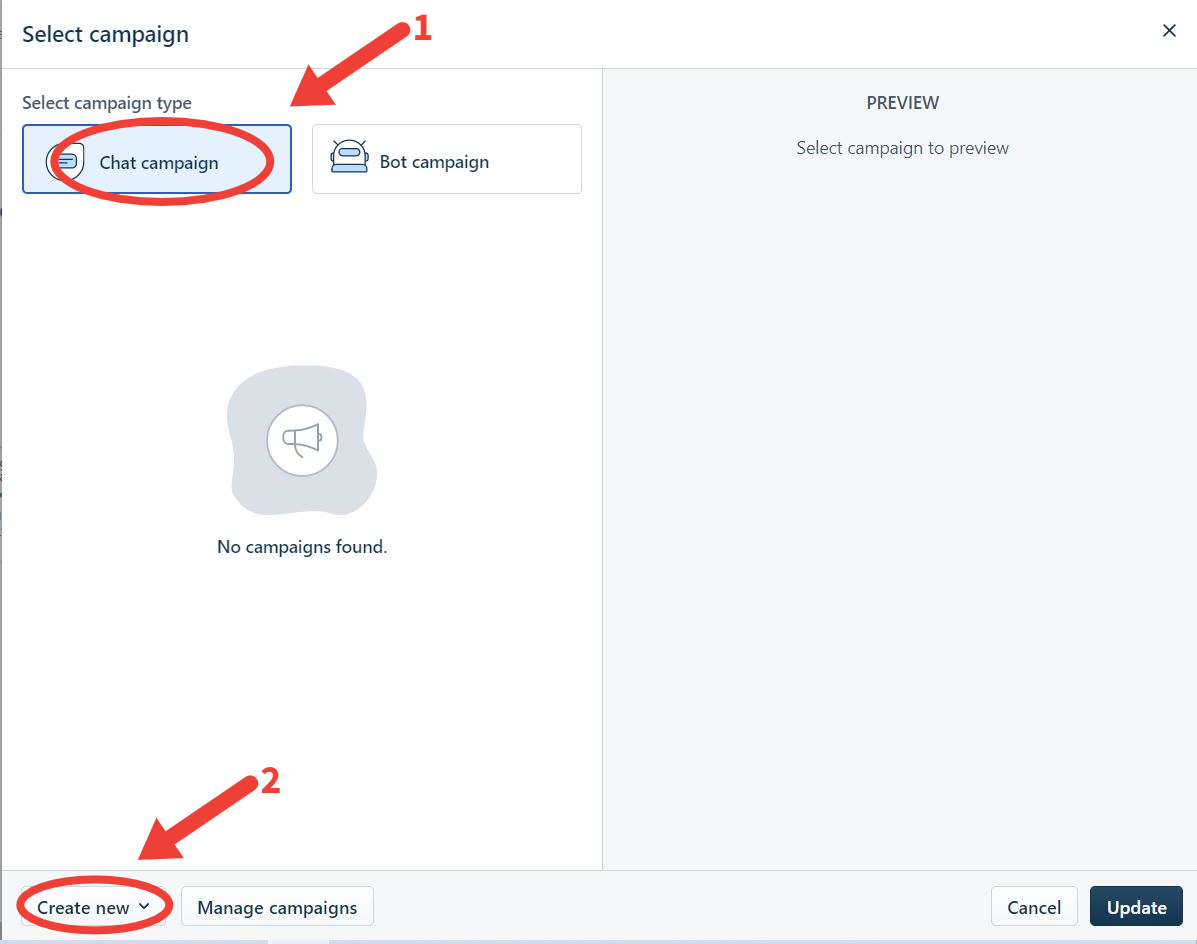 Select campaign
1
Select campaign type
Chat campaign
Bot campaign
No campaigns found.
PREVIEW
Select campaign to preview
2
Create new
Manage campaigns
Cancel
Update